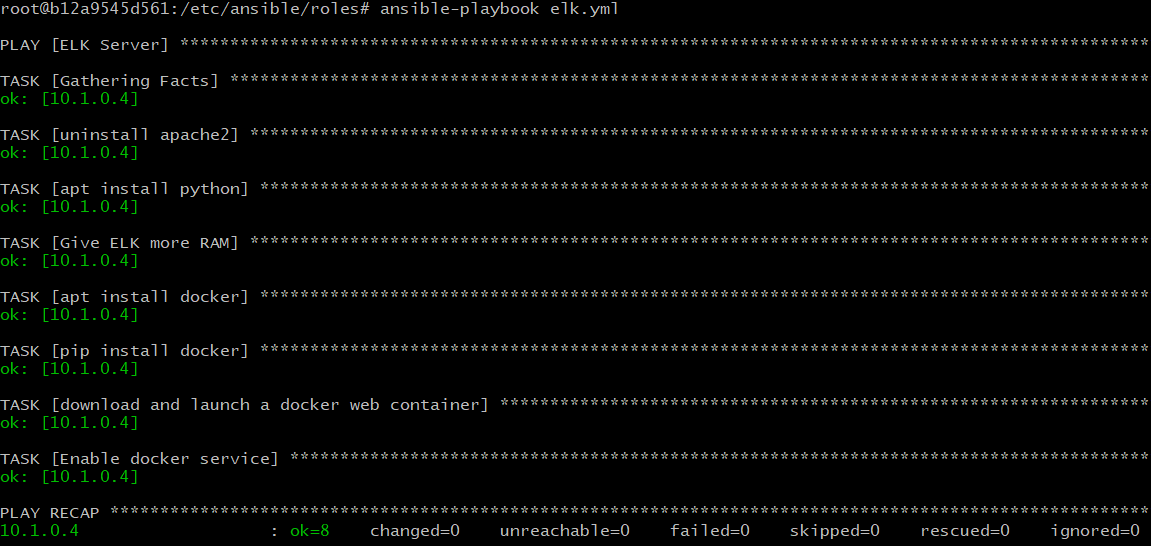 root@b12a9545d561:/etc/ansible/roles# ansible-playbook elk.yml
PLAY [ELK Server] *************************************************************************************************
TASK [Gathering Facts] ********************************************************************************************
ok: [10.1.0.4]
TASK [uninstall apache2] ******************************************************************************************
ok: [10.1.0.4]
TASK [apt install python] *****************************************************************************************
ok: [10.1.0.4]
TASK [Give ELK more RAM] ******************************************************************************************
ok: [10.1.0.4]
TASK [apt install docker] *****************************************************************************************
ok: [10.1.0.4]
TASK [pip install docker] *****************************************************************************************
ok: [10.1.0.4]
TASK [download and launch a docker web container] *****************************************************************
ok: [10.1.0.4]
TASK [Enable docker service] **************************************************************************************
ok: [10.1.0.4]
PLAY RECAP ********************************************************************************************************
10.1.0.4                   : ok=8    changed=0    unreachable=0    failed=0    skipped=0    rescued=0    ignored=0